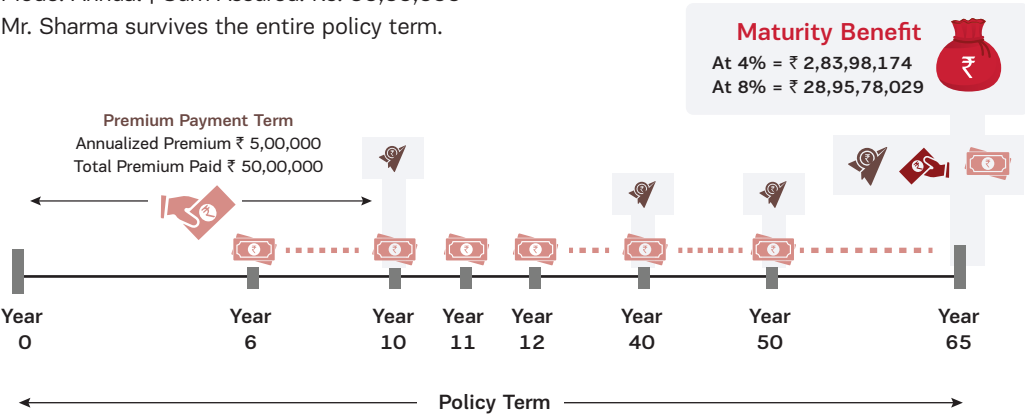 Mr. Sharma survives the entire policy term.
Maturity Benefit
At 4% = ₹ 2,83,98,174
At 8% = ₹ 28,95,78,029
Premium Payment Term
Annualized Premium ₹ 5,00,000
Total Premium Paid ₹ 50,00,000
Year Year Year Year Year Year Year Year
0 6 10 11 12 40 50 65
Policy Term